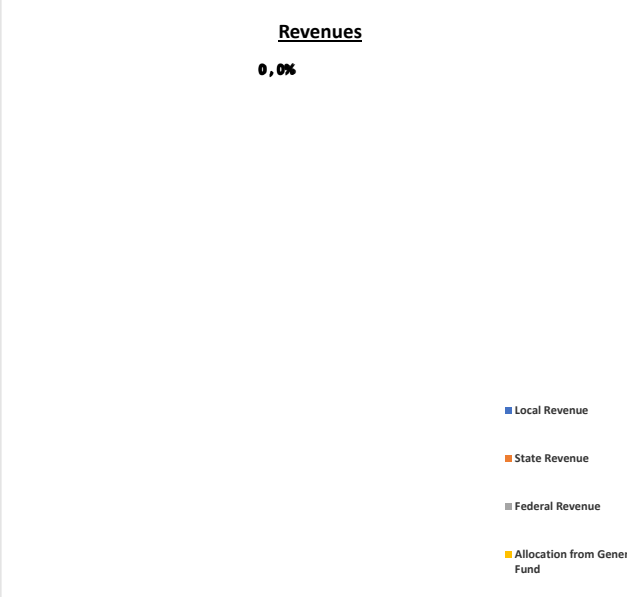 Revenues
0 , 0%
Local Revenue
State Revenue
Federal Revenue
Allocation from Gener
Fund